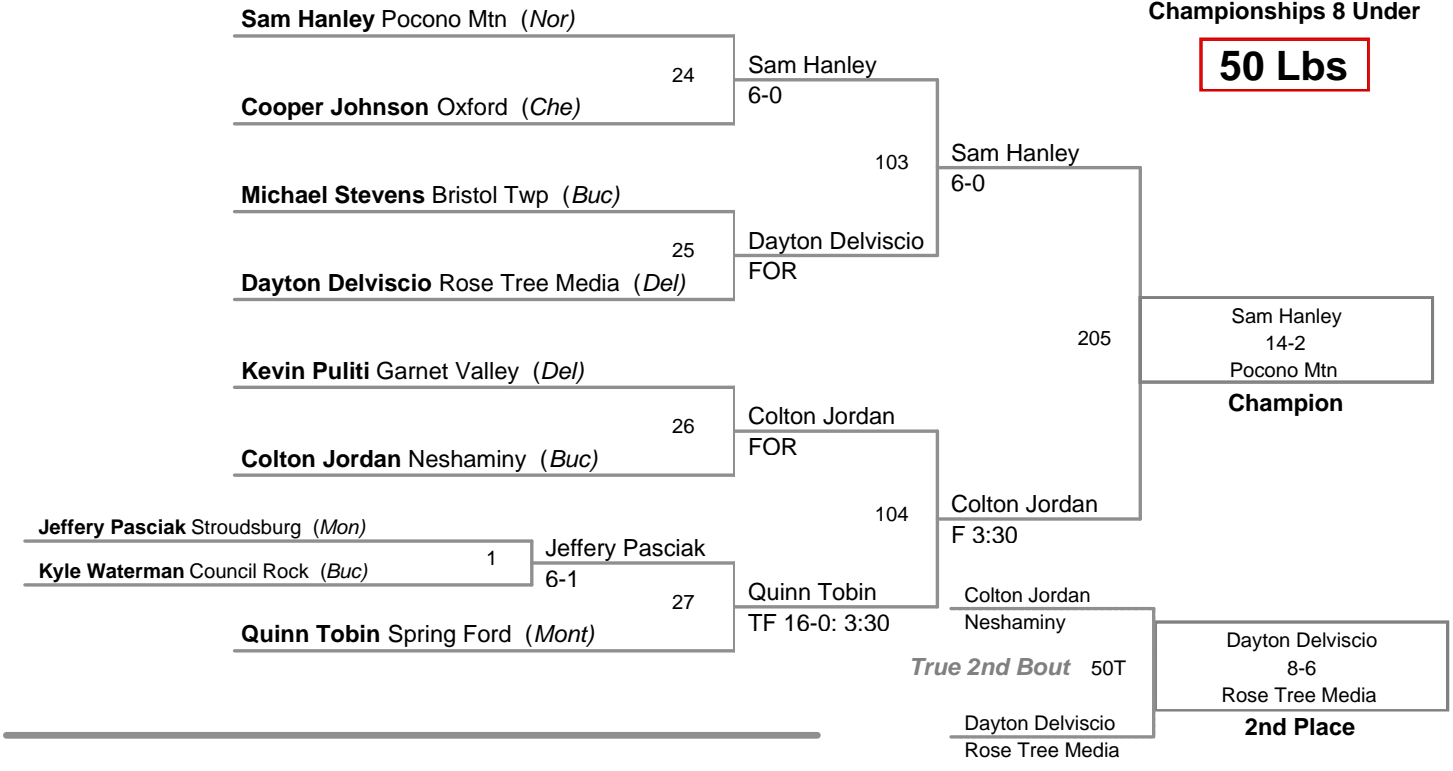 Championships 8 Under
50 Lbs
Sam Hanley Pocono Mtn (Nor)
24
Cooper Johnson Oxford (Che)
Sam Hanley
6-0
103
Michael Stevens Bristol Twp (Buc)
25
Dayton Delviscio Rose Tree Media (Del)
Dayton Delviscio
FOR
Sam Hanley
6-0
205
Kevin Puliti Garnet Valley (Del)
26
Colton Jordan Neshaminy (Buc)
Colton Jordan
FOR
104
Jeffery Pasciak Stroudsburg (Mon)
1
Kyle Waterman Council Rock (Buc)
Jeffery Pasciak
6-1
27
Quinn Tobin Spring Ford (Mont)
Quinn Tobin
TF 16-0: 3:30
Colton Jordan
F 3:30
Sam Hanley
14-2
Pocono Mtn
Champion
Colton Jordan
Neshaminy
True 2nd Bout 50T
Dayton Delviscio
Rose Tree Media
Dayton Delviscio
8-6
Rose Tree Media
2nd Place